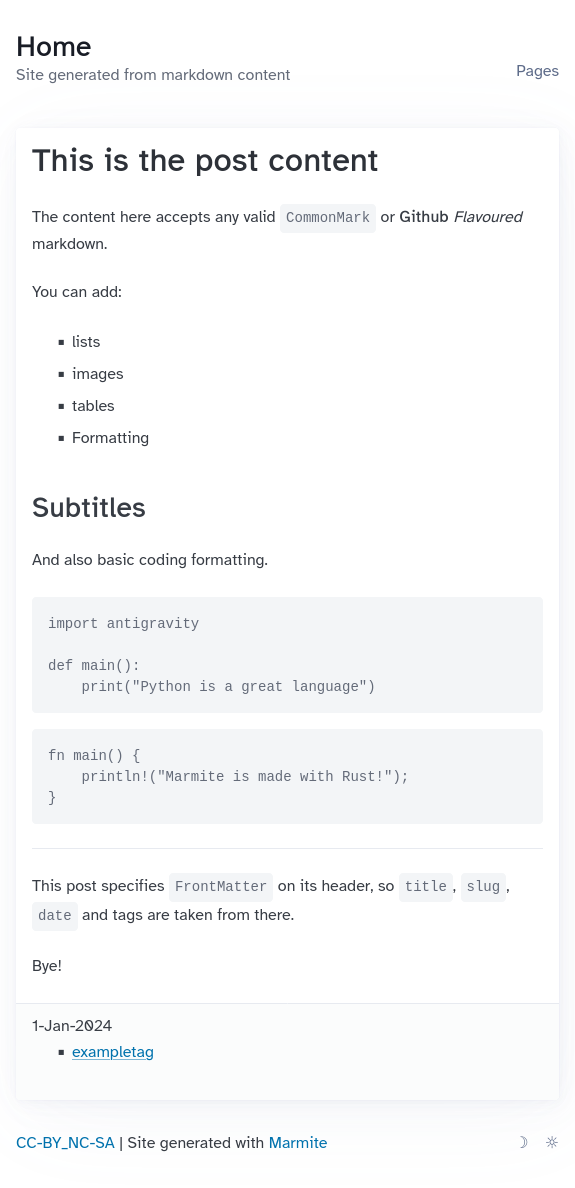 Home
Site generated from markdown content
Pages
This is the post content
The content here accepts any valid CommonMark or Github Flavoured
markdown.
You can add:
▪ lists
▪ images
▪ tables
▪ Formatting
Subtitles
And also basic coding formatting.
import antigravity
def main():
    print("Python is a great language")
fn main() {
    println!("Marmite is made with Rust!");
}
This post specifies FrontMatter on its header, so title, slug,
date and tags are taken from there.
Bye!
1-Jan-2024
▪ exampletag
CC-BY_NC-SA | Site generated with Marmite